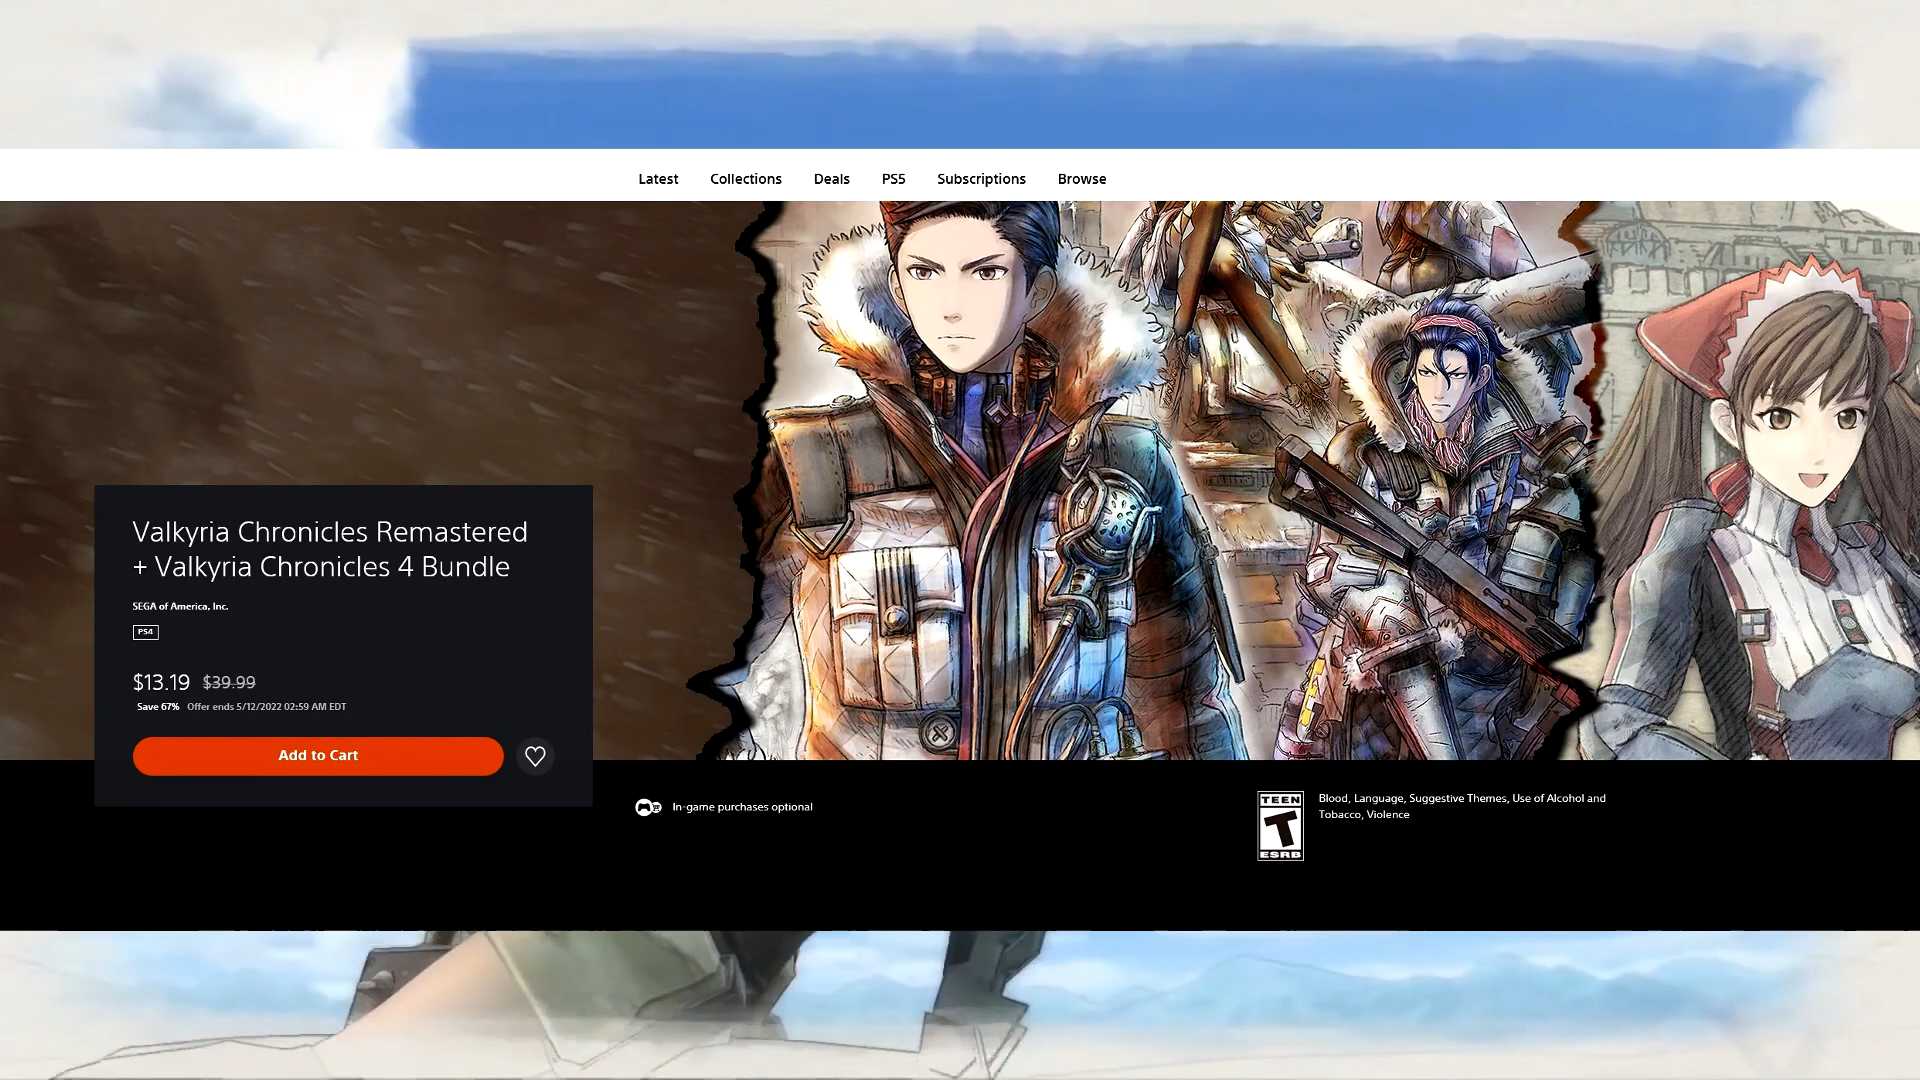 Latest Collections Deals PS5 Subscriptions Browse
Valkyria Chronicles Remastered
+ Valkyria Chronicles 4 Bundle
SEGA of America, Inc.
PS4
$13.19 $39.99
Save 67% Offer ends 5/12/2022 02:59 AM EDT
Add to Cart
In-game purchases optional
TEEN
T
ESRB
Blood, Language, Suggestive Themes, Use of Alcohol and
Tobacco, Violence